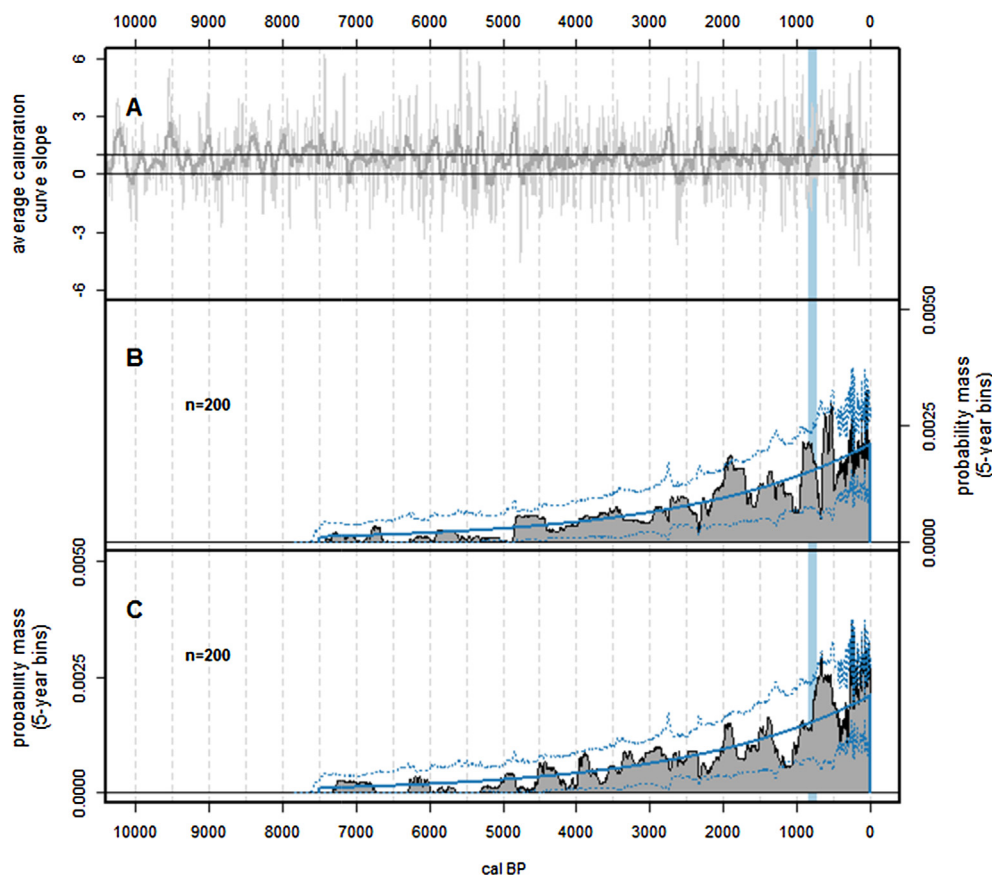 10000 9000 8000 7000 6000 5000 4000 3000 2000 1000 0
A
6
3
0
-3
-6
average calibration
curve slope
B
n=200
0.0050
0.0025
0.0000
probability mass
(5-year bins)
C
n=200
0.0050
0.0025
0.0000
probability mass
(5-year bins)
10000 9000 8000 7000 6000 5000 4000 3000 2000 1000 0
cal BP